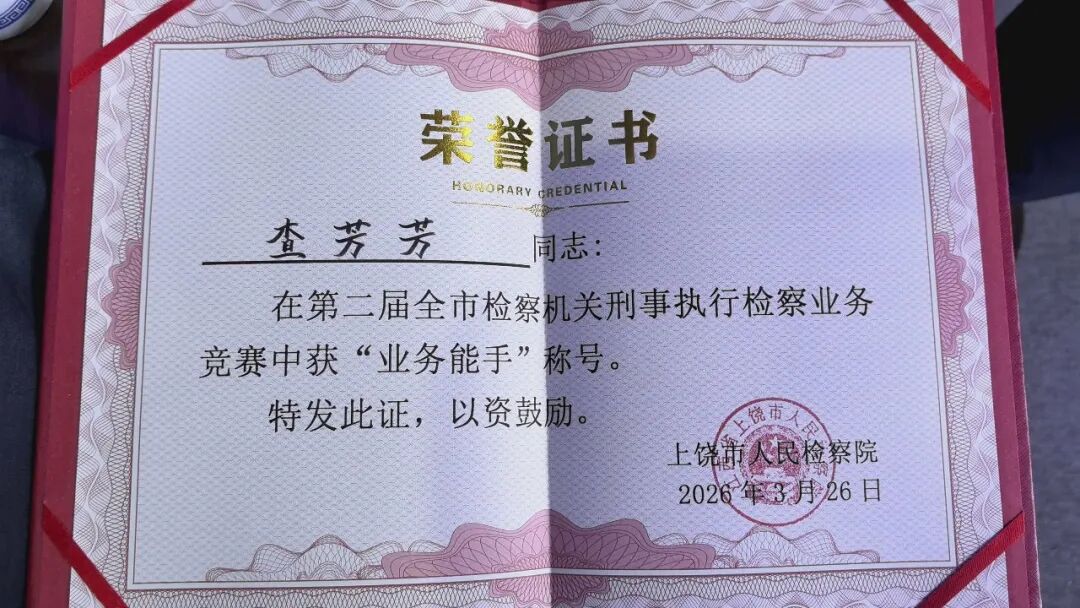 荣誉证书
HONORARY CREDENTIAL
查芳芳 同志:
在第二届全市检察机关刑事执行检察业务
竞赛中获“业务能手”称号。
特发此证，以资鼓励。
上饶市人民检察院
2026年3月26日